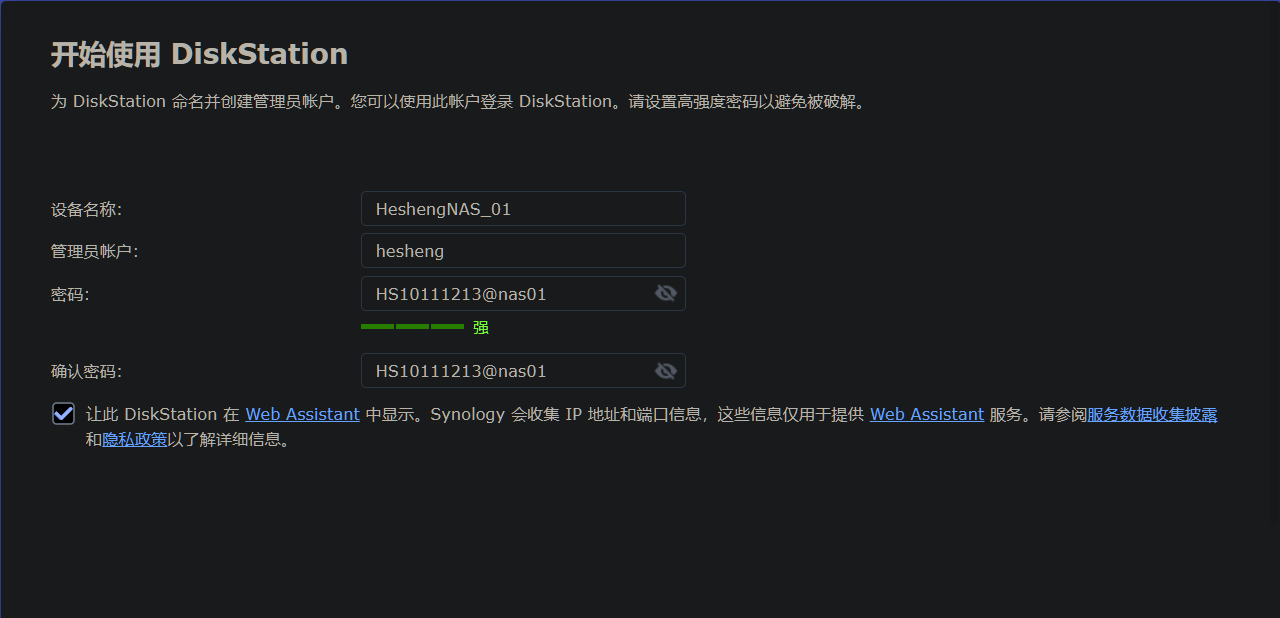 开始使用 DiskStation
为 DiskStation 命名并创建管理员帐户。您可以使用此帐户登录 DiskStation。请设置高强度密码以避免被破解。
设备名称: HeshengNAS_01
管理员帐户: hesheng
密码: HS10111213@nas01
强
确认密码: HS10111213@nas01
让此 DiskStation 在 Web Assistant 中显示。Synology 会收集 IP 地址和端口信息，这些信息仅用于提供 Web Assistant 服务。请参阅服务数据收集披露
和隐私政策以了解详细信息。